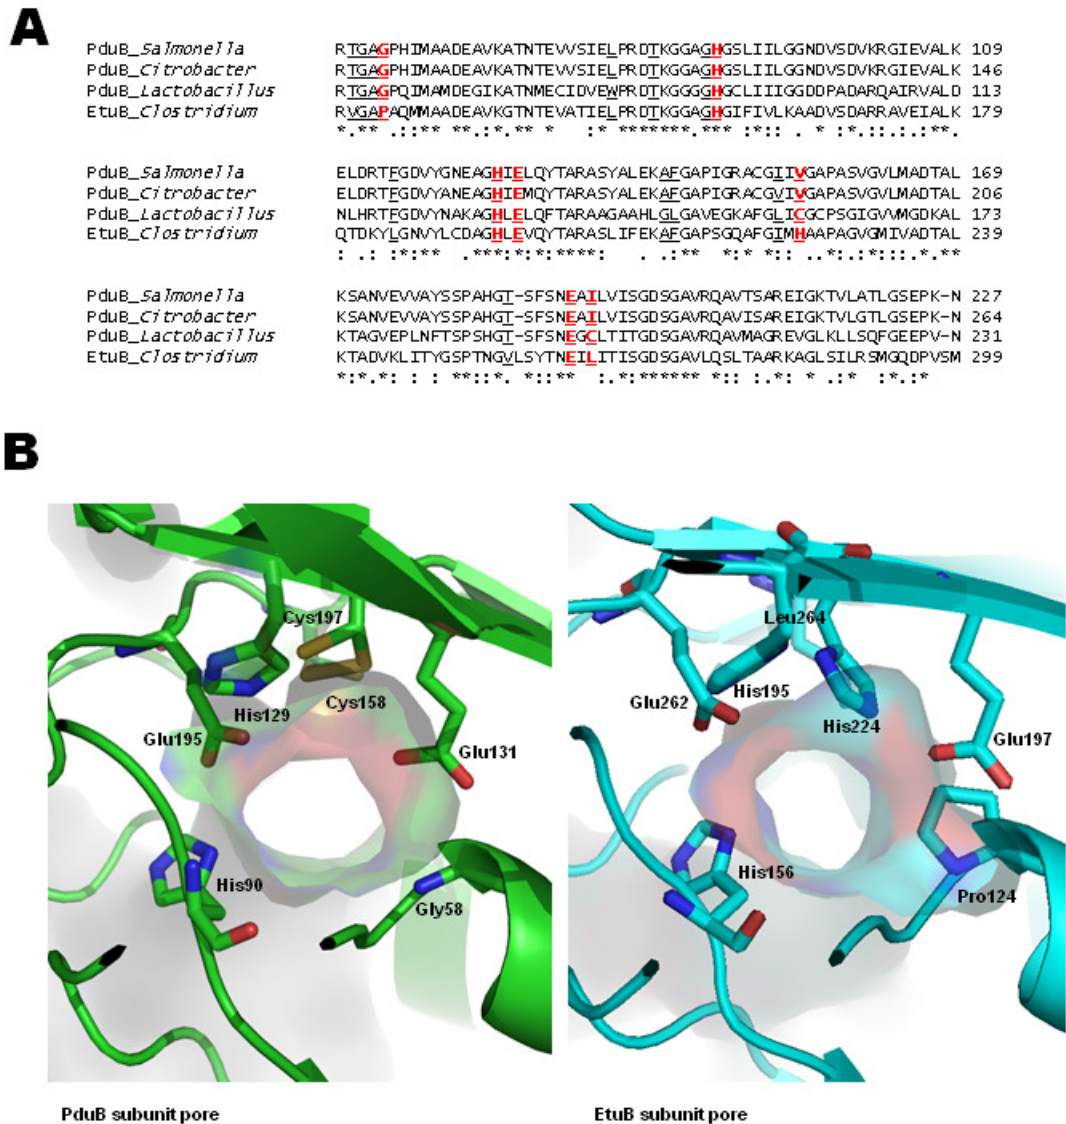 A
PduB_Salmonella RTGAGPHIMAADEAVKATNTEVVSIELPRDTKGGAGHGSLIILGGNDVSDVKRGIEVALK 109
PduB_Citrobacter RTGAGPHIMAADEAVKATNTEVVSIELPRDTKGGAGHGSLIILGGNDVSDVKRGIEVALK 146
PduB_Lactobacillus RTGAGPQIMAMDEGIKATNMECIDVEWPRDTKGGGGHGCLIIIGGDDPADARQAIRVALD 113
EtuB_Clostridium RVGAPAQMMAADEAVKGTNTEVATIELPRDTKGGAGHGIFIVLKAADVSDARRAVEIALK 179
*.** .::** **.:*.** * :* *******.*** :*:: . * :*.::.:.:**.
PduB_Salmonella ELDRTFGDVYGNEAGHIELQYTARASYALEKAFGAPIGRACGIIVGAPASVGVLMADTAL 169
PduB_Citrobacter ELDRTFGDVYGNEAGHIEMQYTARASYALEKAFGAPIGRACGVIVGAPASVGVLMADTAL 206
PduB_Lactobacillus NLHRTFGDVYNAKAGHLELQFTARAAGAAHLGLGAVEGKAFGLICGCPSGIGVVMGDKAL 173
EtuB_Clostridium QTDKYLGNVYLCDAGHLEVQYTARASLIFEKAFGAPSGQAFGIMHAAPAGVGMIVADTAL 239
: .: :*:** .***:*:*:****: . .:** *:* *:: ..*:.:*:::.*.**
PduB_Salmonella KSANVEVVAYSSPAHGT-SFSNEAILVISGDSGAVRQAVTSAREIGKTVLATLGSEPK-N 227
PduB_Citrobacter KSANVEVVAYSSPAHGT-SFSNEAILVISGDSGAVRQAVISAREIGKTVLGTLGSEPK-N 264
PduB_Lactobacillus KTAGVEPLNFTSPSHGT-SFSNEGCLTITGDSGAVRQAVMAGREVGLKLLSQFGEEPV-N 231
EtuB_Clostridium KTADVKLITYGSPTNGVLSYTNEILITISGDSGAVLQSLTAARKAGLSILRSMGQDPVSM 299
*:*.*: : : **::*. *::** :.*:****** *:: :.*: * .:* :*.:*
B
Cys197
Cys158
His129
Glu195
Glu131
His90
Gly58
Leu264
His195
Glu262
His224
Glu197
His156
Pro124
PduB subunit pore
EtuB subunit pore